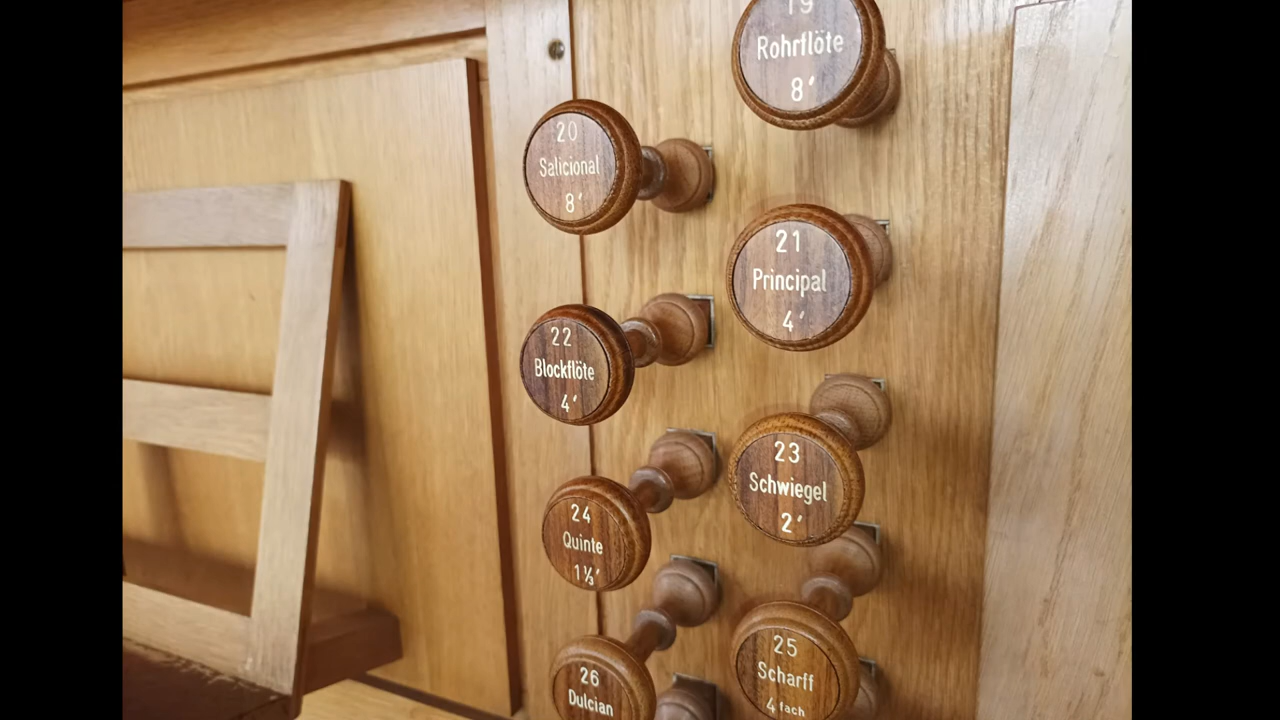 19
Rohrflöte
8′
20
Salicional
8′
21
Principal
4′
22
Blockflöte
4′
23
Schwiegel
2′
24
Quinte
1⅓′
25
Scharff
4fach
26
Dulcian